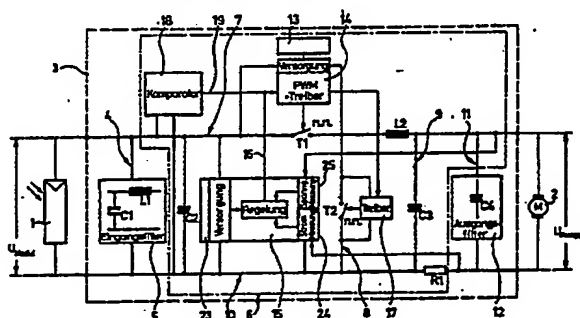 18 19 7 13 14
3
Komparator
Versorgung
PWM
-Treiber
n.n.
4 T1 L2 9 11
16 25
1 L1 C1
Eingangsfilter
C2
Versorgung
Regelung
Strom
T2 n.n.
Treiber
C3
C4
Ausgangs
filter
M 2
R1
5 10 6 23 15 24 8 17 12